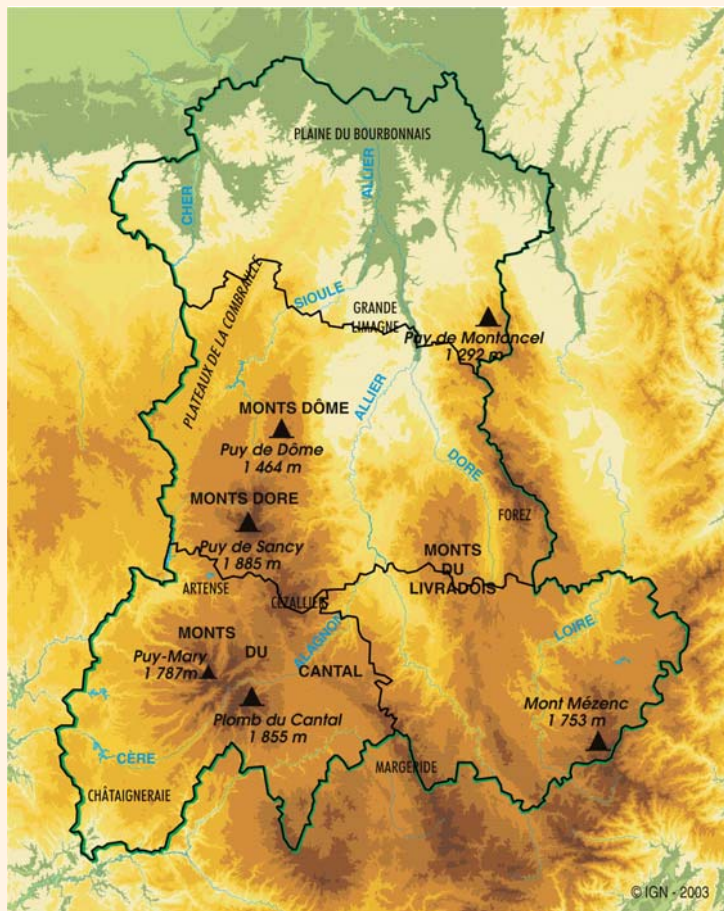 PLAINE DU BOURBONNAIS
CHER
ALLIER
PLATEAUX DE LA COMBRAILLE
SIOULE
GRANDE
LIMAGNE
Puy de Montoncel
1 292 m
ALLIER
MONTS DÔME
Puy de Dôme
1 464 m
DORE
MONTS DORE
Puy de Sancy
1 885 m
FOREZ
MONTS
DU
LIVRADOIS
ARTENSE
CÉZALLIER
ALAGNON
LOIRE
MONTS
DU
CANTAL
Puy-Mary
1 787m
Plomb du Cantal
1 855 m
Mont Mézenc
1 753 m
CÈRE
MARGERIDE
CHÂTAIGNERAIE
© IGN - 2003